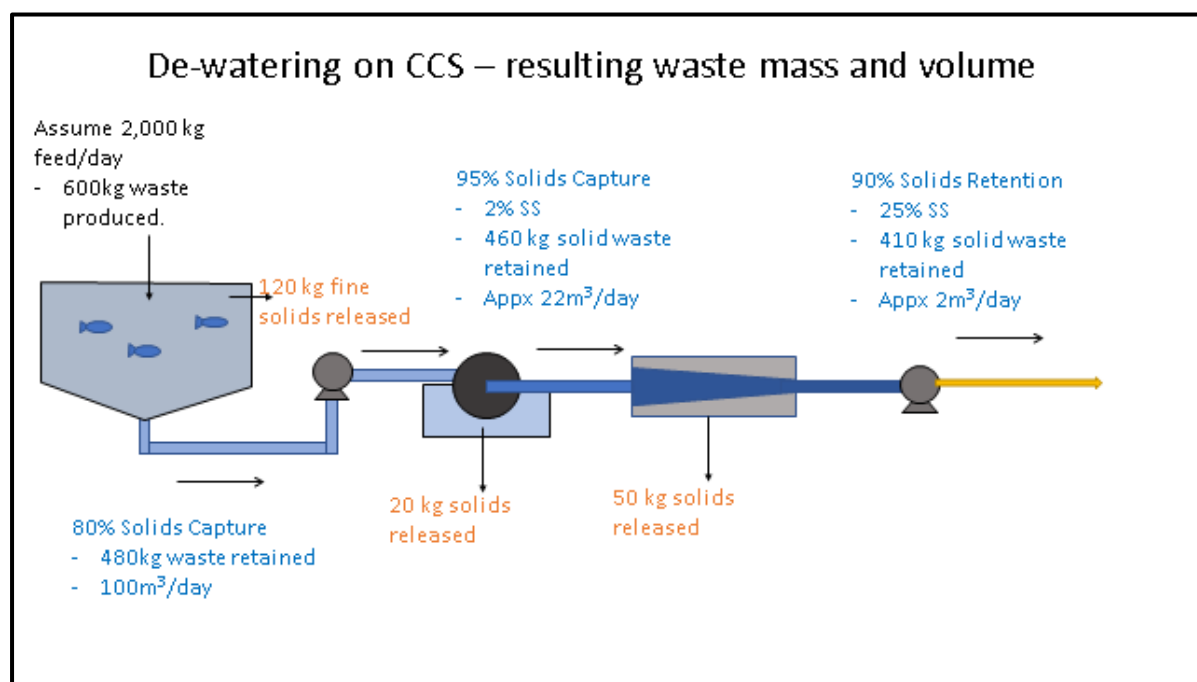 De-watering on CCS – resulting waste mass and volume
Assume 2,000 kg
feed/day
- 600kg waste
produced.
120 kg fine
solids released
95% Solids Capture
- 2% SS
- 460 kg solid waste
retained
- Appx 22m³/day
90% Solids Retention
- 25% SS
- 410 kg solid waste
retained
- Appx 2m³/day
80% Solids Capture
- 480kg waste retained
- 100m³/day
20 kg solids
released
50 kg solids
released